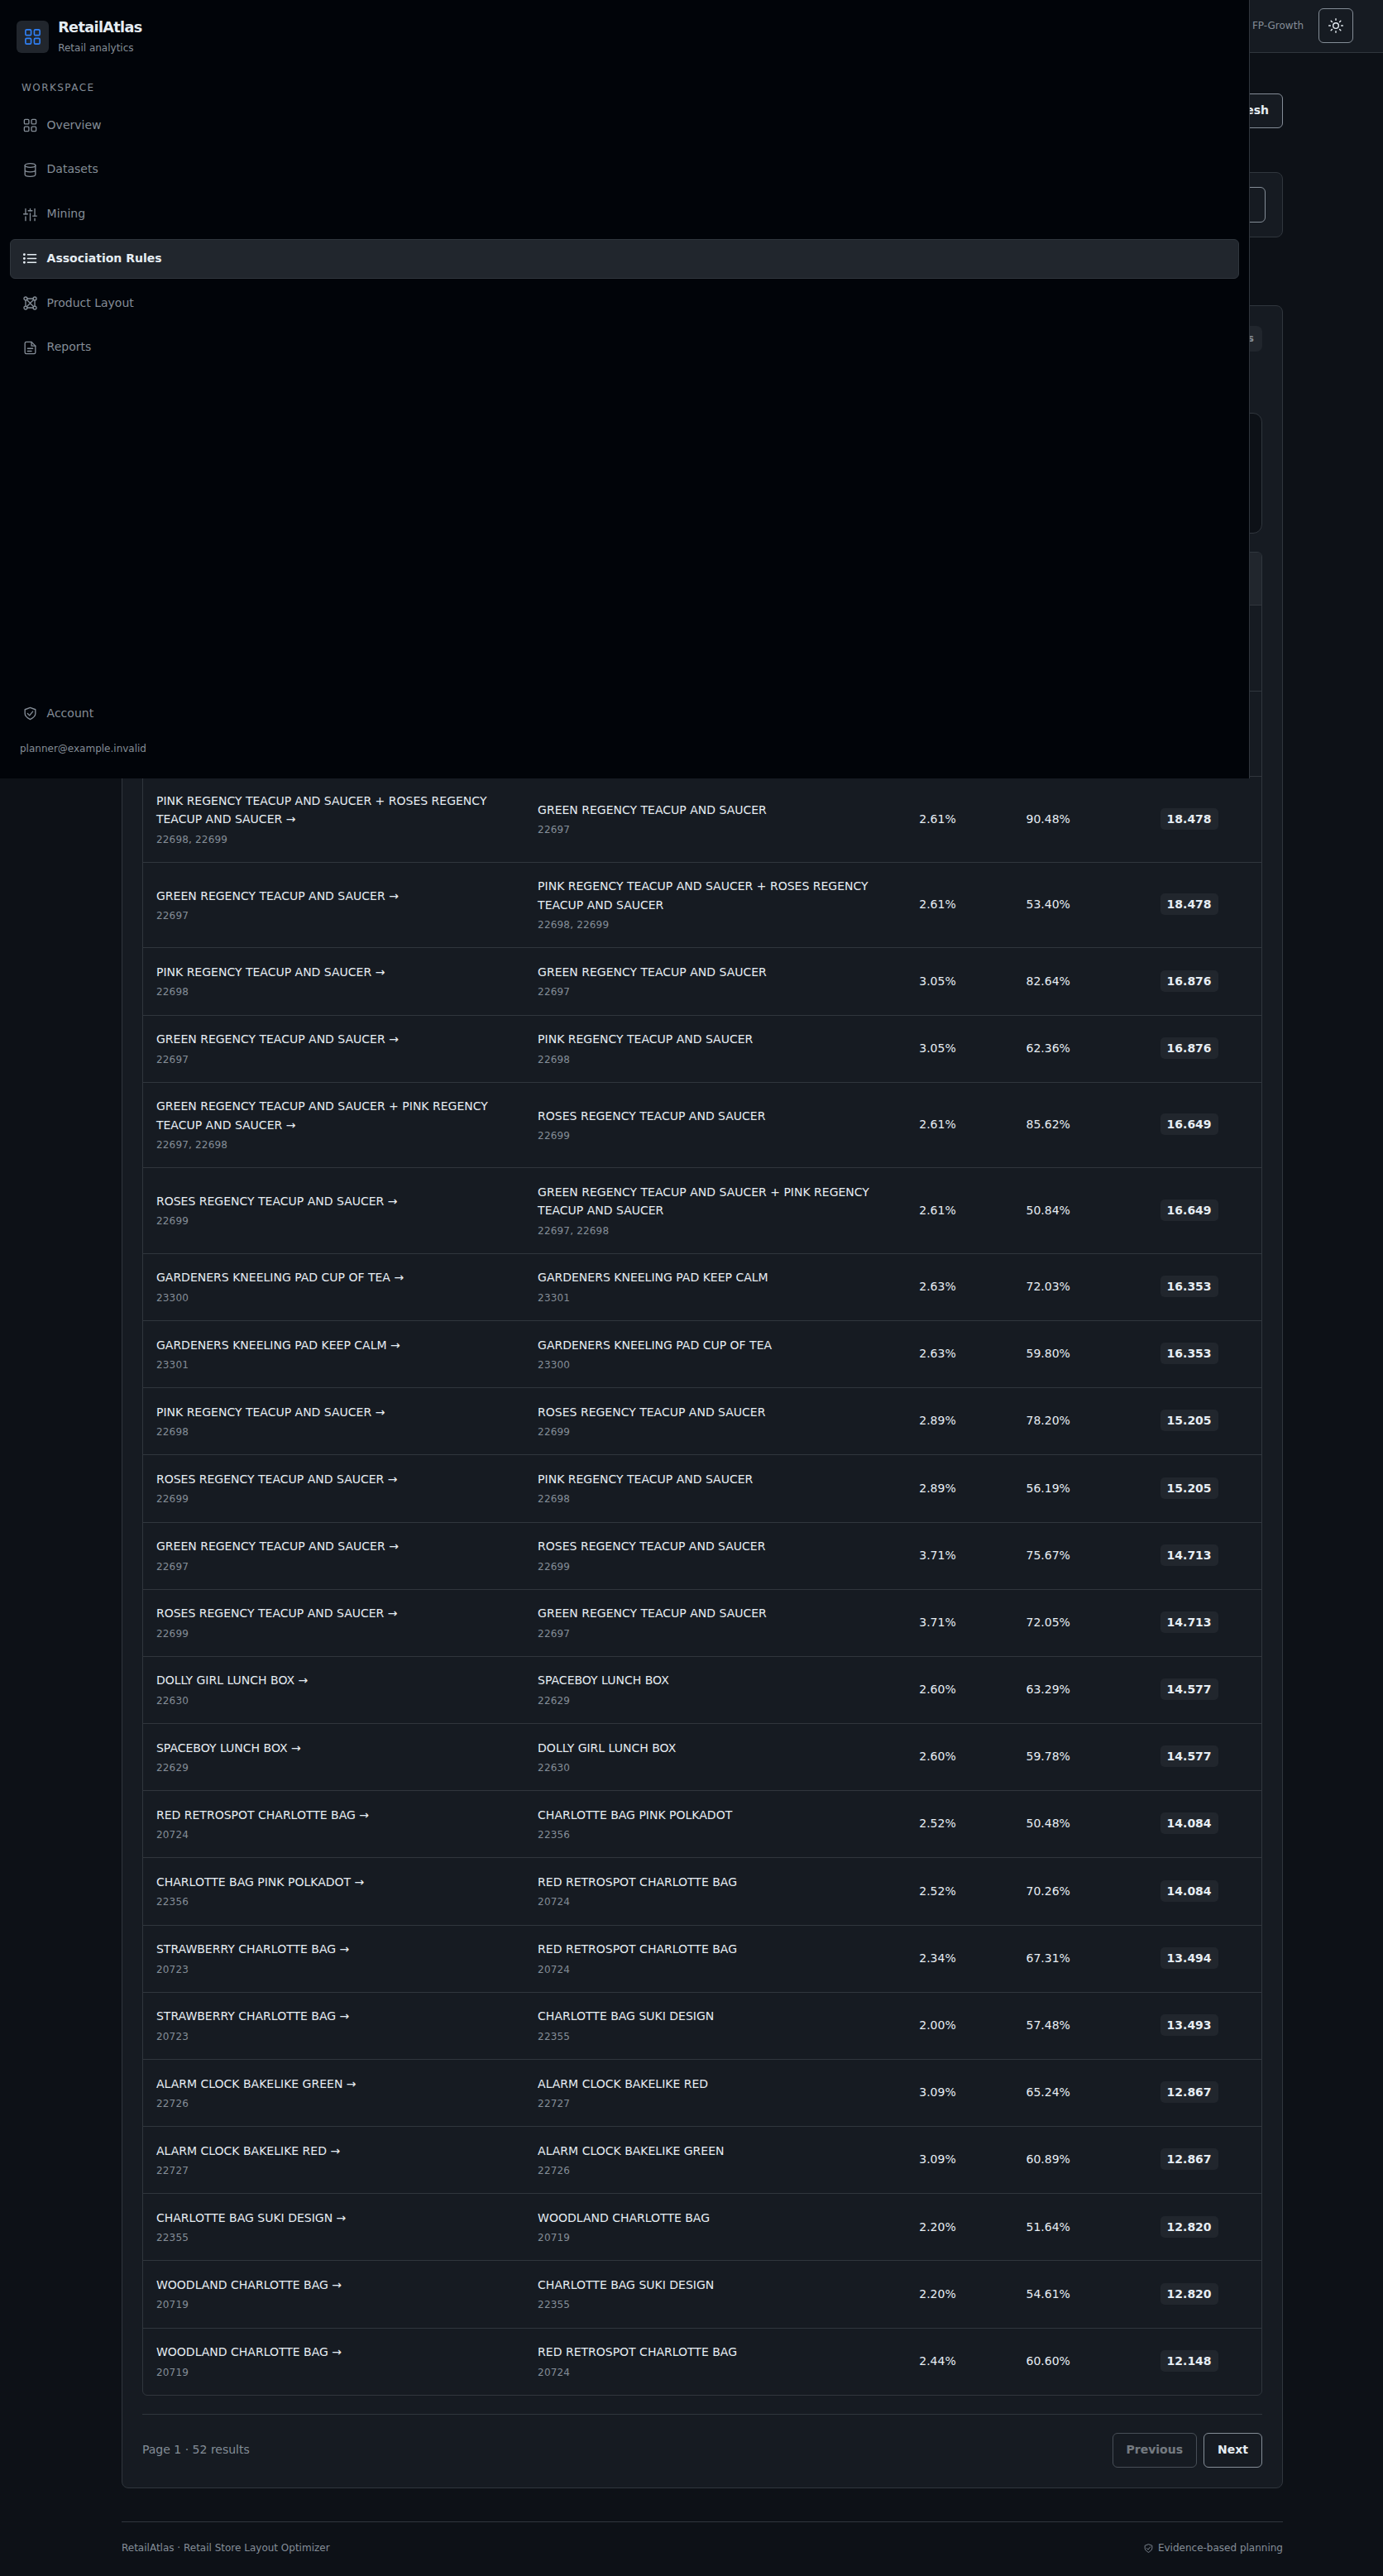 RetailAtlas
Retail analytics
FP-Growth
WORKSPACE
Overview
Datasets
Mining
Association Rules
Product Layout
Reports
Account
planner@example.invalid
PINK REGENCY TEACUP AND SAUCER + ROSES REGENCY
TEACUP AND SAUCER →
22698, 22699
GREEN REGENCY TEACUP AND SAUCER
22697
2.61%
90.48%
18.478
GREEN REGENCY TEACUP AND SAUCER →
22697
PINK REGENCY TEACUP AND SAUCER + ROSES REGENCY
TEACUP AND SAUCER
22698, 22699
2.61%
53.40%
18.478
PINK REGENCY TEACUP AND SAUCER →
22698
GREEN REGENCY TEACUP AND SAUCER
22697
3.05%
82.64%
16.876
GREEN REGENCY TEACUP AND SAUCER →
22697
PINK REGENCY TEACUP AND SAUCER
22698
3.05%
62.36%
16.876
GREEN REGENCY TEACUP AND SAUCER + PINK REGENCY
TEACUP AND SAUCER →
22697, 22698
ROSES REGENCY TEACUP AND SAUCER
22699
2.61%
85.62%
16.649
ROSES REGENCY TEACUP AND SAUCER →
22699
GREEN REGENCY TEACUP AND SAUCER + PINK REGENCY
TEACUP AND SAUCER
22697, 22698
2.61%
50.84%
16.649
GARDENERS KNEELING PAD CUP OF TEA →
23300
GARDENERS KNEELING PAD KEEP CALM
23301
2.63%
72.03%
16.353
GARDENERS KNEELING PAD KEEP CALM →
23301
GARDENERS KNEELING PAD CUP OF TEA
23300
2.63%
59.80%
16.353
PINK REGENCY TEACUP AND SAUCER →
22698
ROSES REGENCY TEACUP AND SAUCER
22699
2.89%
78.20%
15.205
ROSES REGENCY TEACUP AND SAUCER →
22699
PINK REGENCY TEACUP AND SAUCER
22698
2.89%
56.19%
15.205
GREEN REGENCY TEACUP AND SAUCER →
22697
ROSES REGENCY TEACUP AND SAUCER
22699
3.71%
75.67%
14.713
ROSES REGENCY TEACUP AND SAUCER →
22699
GREEN REGENCY TEACUP AND SAUCER
22697
3.71%
72.05%
14.713
DOLLY GIRL LUNCH BOX →
22630
SPACEBOY LUNCH BOX
22629
2.60%
63.29%
14.577
SPACEBOY LUNCH BOX →
22629
DOLLY GIRL LUNCH BOX
22630
2.60%
59.78%
14.577
RED RETROSPOT CHARLOTTE BAG →
20724
CHARLOTTE BAG PINK POLKADOT
22356
2.52%
50.48%
14.084
CHARLOTTE BAG PINK POLKADOT →
22356
RED RETROSPOT CHARLOTTE BAG
20724
2.52%
70.26%
14.084
STRAWBERRY CHARLOTTE BAG →
20723
RED RETROSPOT CHARLOTTE BAG
20724
2.34%
67.31%
13.494
STRAWBERRY CHARLOTTE BAG →
20723
CHARLOTTE BAG SUKI DESIGN
22355
2.00%
57.48%
13.493
ALARM CLOCK BAKELIKE GREEN →
22726
ALARM CLOCK BAKELIKE RED
22727
3.09%
65.24%
12.867
ALARM CLOCK BAKELIKE RED →
22727
ALARM CLOCK BAKELIKE GREEN
22726
3.09%
60.89%
12.867
CHARLOTTE BAG SUKI DESIGN →
22355
WOODLAND CHARLOTTE BAG
20719
2.20%
51.64%
12.820
WOODLAND CHARLOTTE BAG →
20719
CHARLOTTE BAG SUKI DESIGN
22355
2.20%
54.61%
12.820
WOODLAND CHARLOTTE BAG →
20719
RED RETROSPOT CHARLOTTE BAG
20724
2.44%
60.60%
12.148
Page 1 · 52 results
Previous
Next
RetailAtlas · Retail Store Layout Optimizer
Evidence-based planning